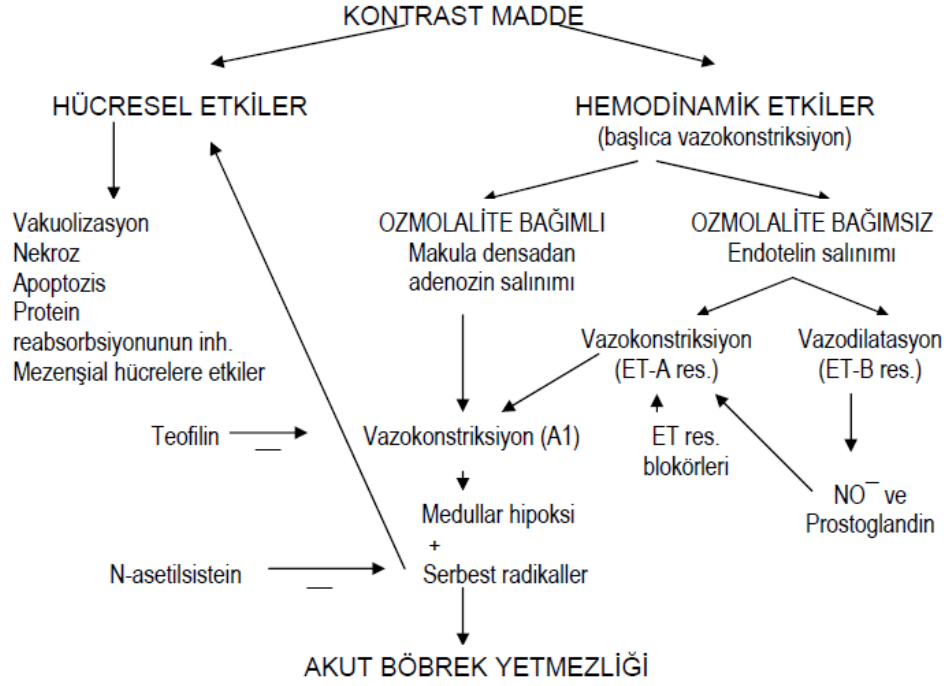 KONTRAST MADDE
HÜCRESEL ETKİLER
HEMODİNAMİK ETKİLER
(başlıca vazokonstriksiyon)
Vakuolizasyon
Nekroz
Apoptozis
Protein
reabsorbsiyonunun inh.
Mezenşial hücrelere etkiler
OZMOLALİTE BAĞIMLI
Makula densadan
adenozin salınımı
OZMOLALİTE BAĞIMSIZ
Endotelin salınımı
Vazokonstriksiyon
(ET-A res.)
Vazodilatasyon
(ET-B res.)
Teofilin
Vazokonstriksiyon (A1)
ET res.
blokörleri
NO¯ ve
Prostoglandin
Medullar hipoksi
+
N-asetilsistein
Serbest radikaller
AKUT BÖBREK YETMEZLİĞİ